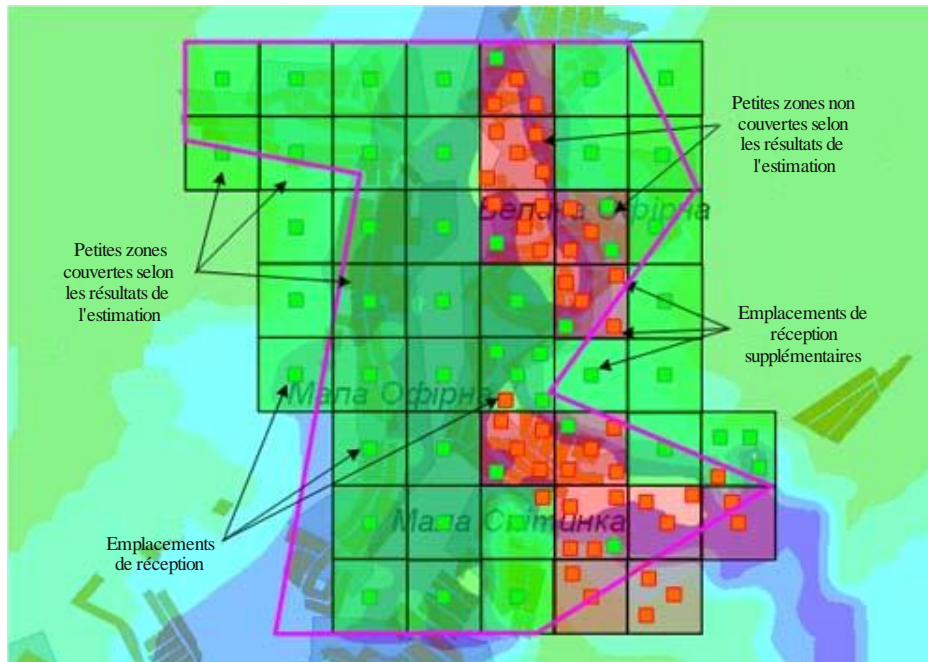 Petites zones non
couvertes selon
les résultats de
l'estimation
Велика Офірна
Petites zones
couvertes selon
les résultats de
l'estimation
Emplacements de
réception
supplémentaires
Мала Офірна
Мала Снітинка
Emplacements
de réception